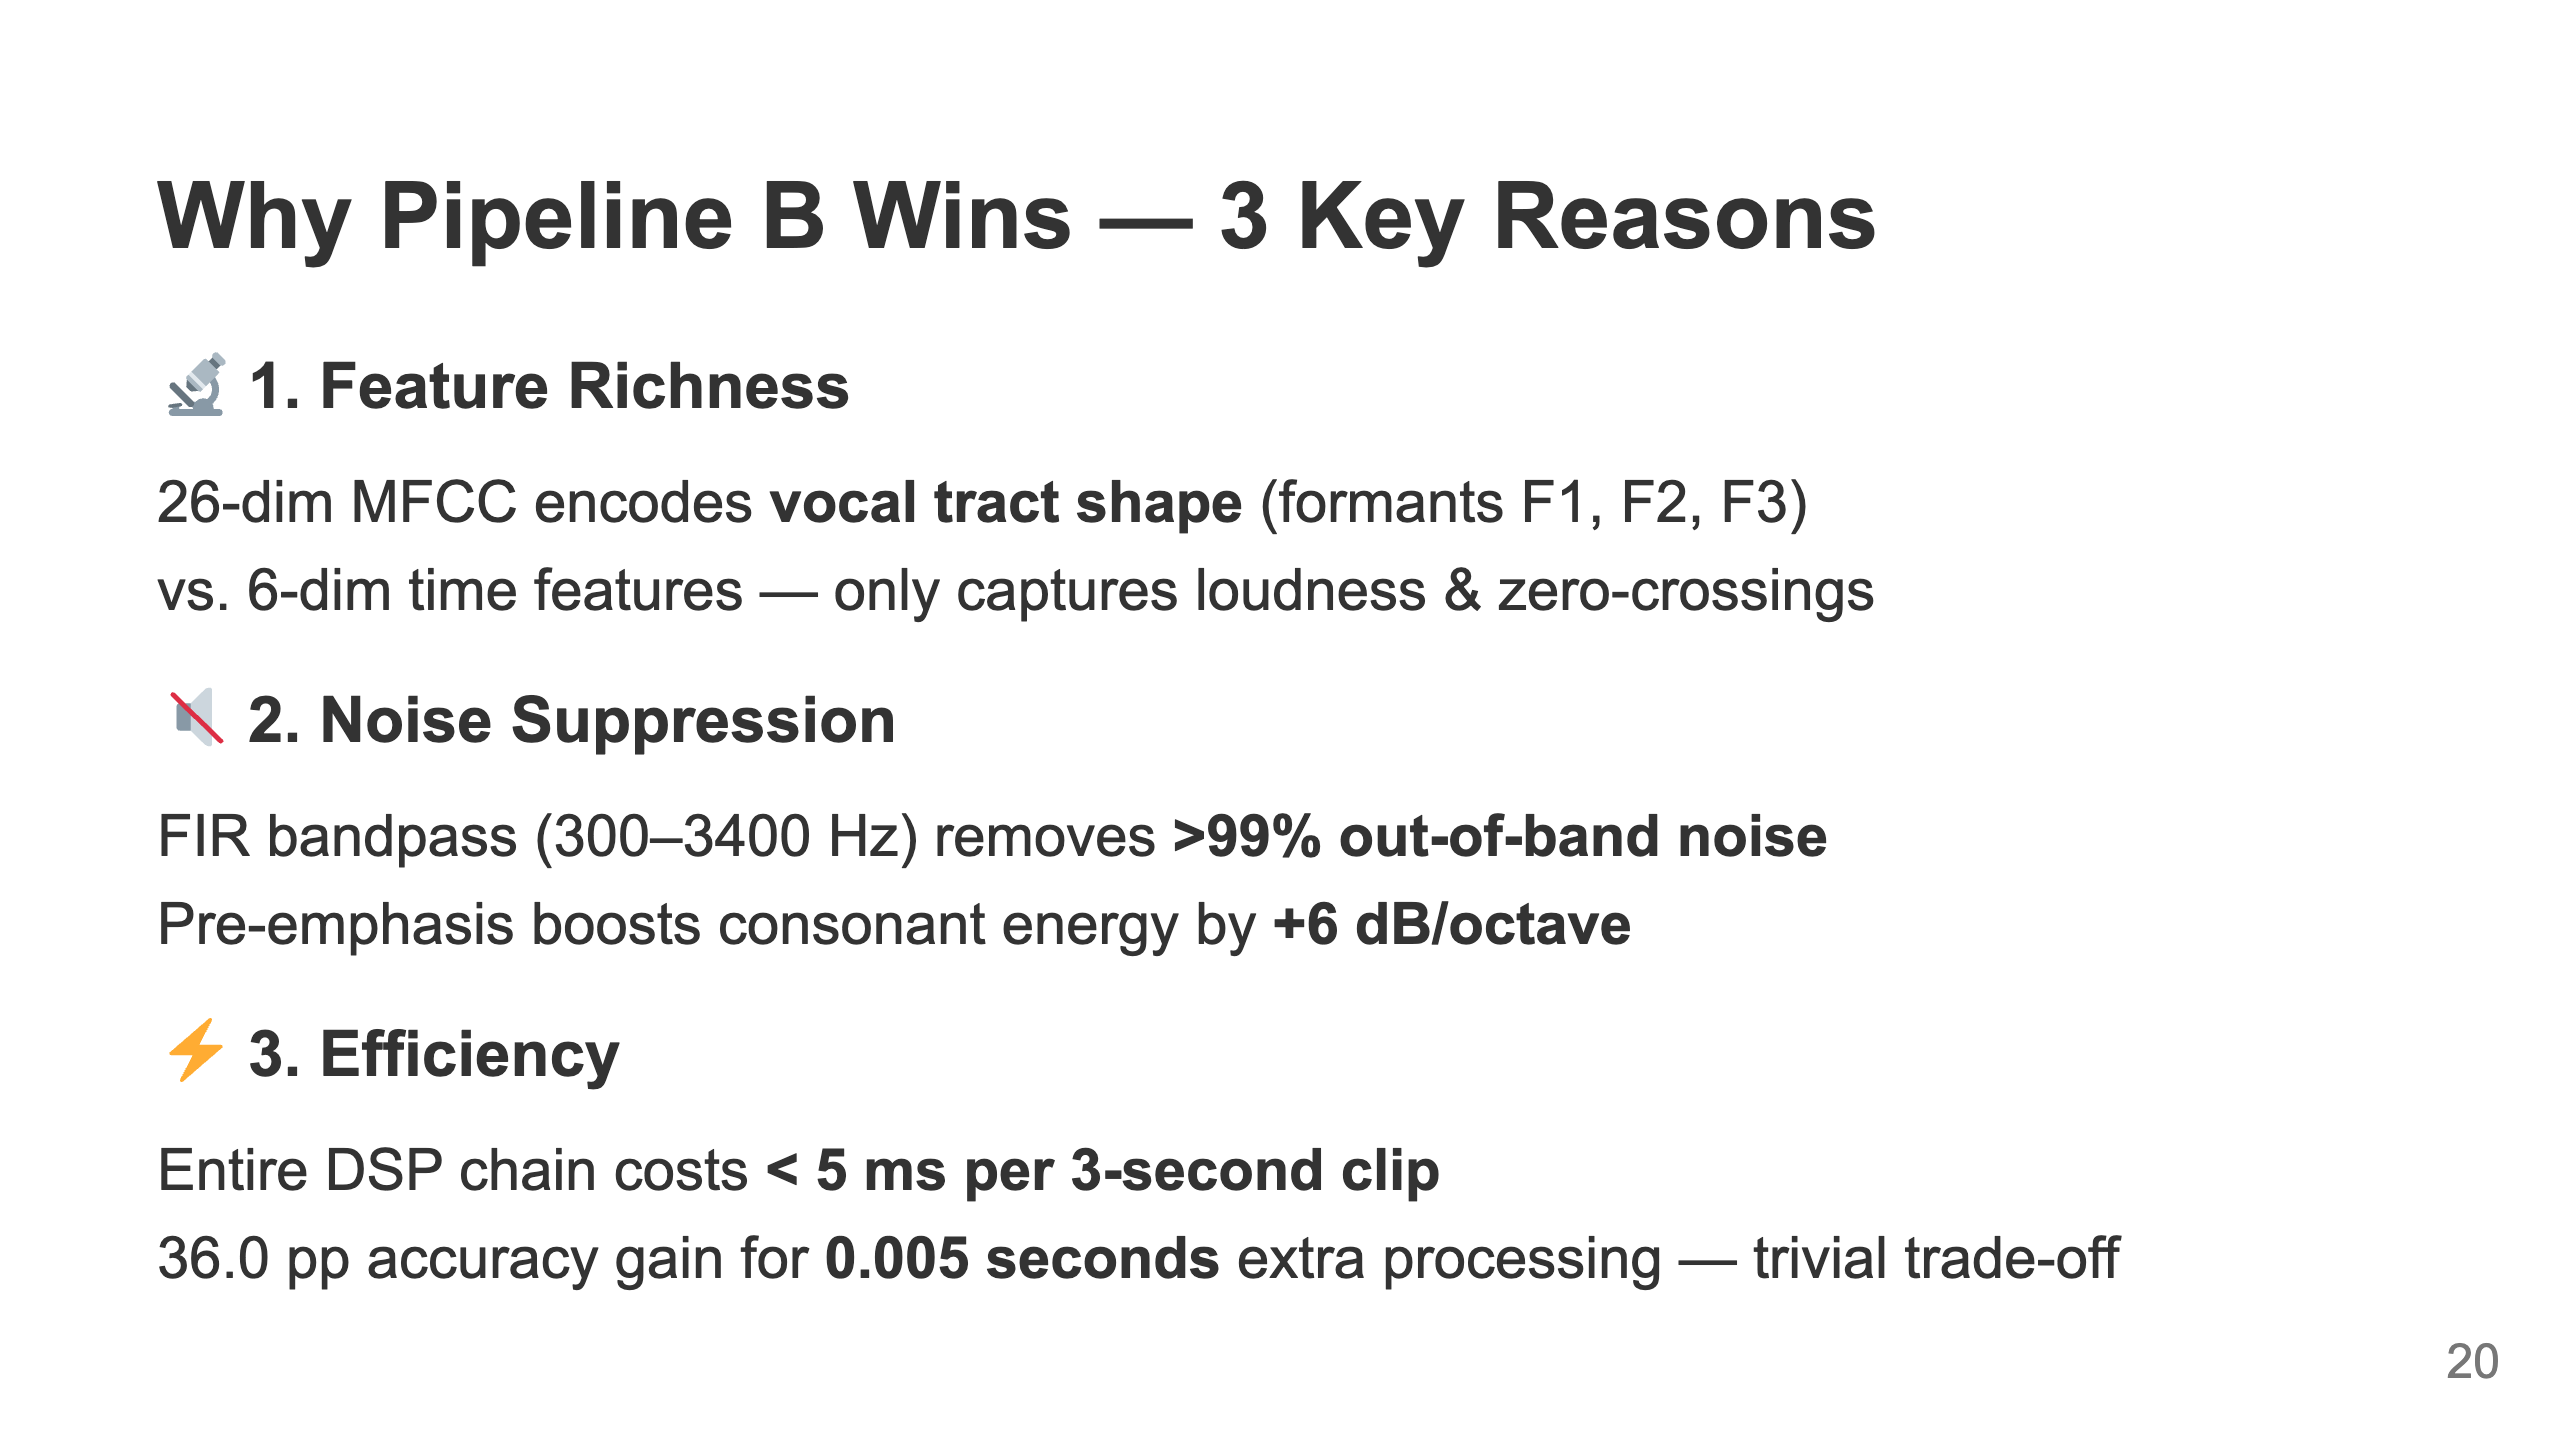 Why Pipeline B Wins — 3 Key Reasons
🔬 1. Feature Richness
26-dim MFCC encodes vocal tract shape (formants F1, F2, F3)
vs. 6-dim time features — only captures loudness & zero-crossings
🔇 2. Noise Suppression
FIR bandpass (300–3400 Hz) removes >99% out-of-band noise
Pre-emphasis boosts consonant energy by +6 dB/octave
⚡ 3. Efficiency
Entire DSP chain costs < 5 ms per 3-second clip
36.0 pp accuracy gain for 0.005 seconds extra processing — trivial trade-off
20